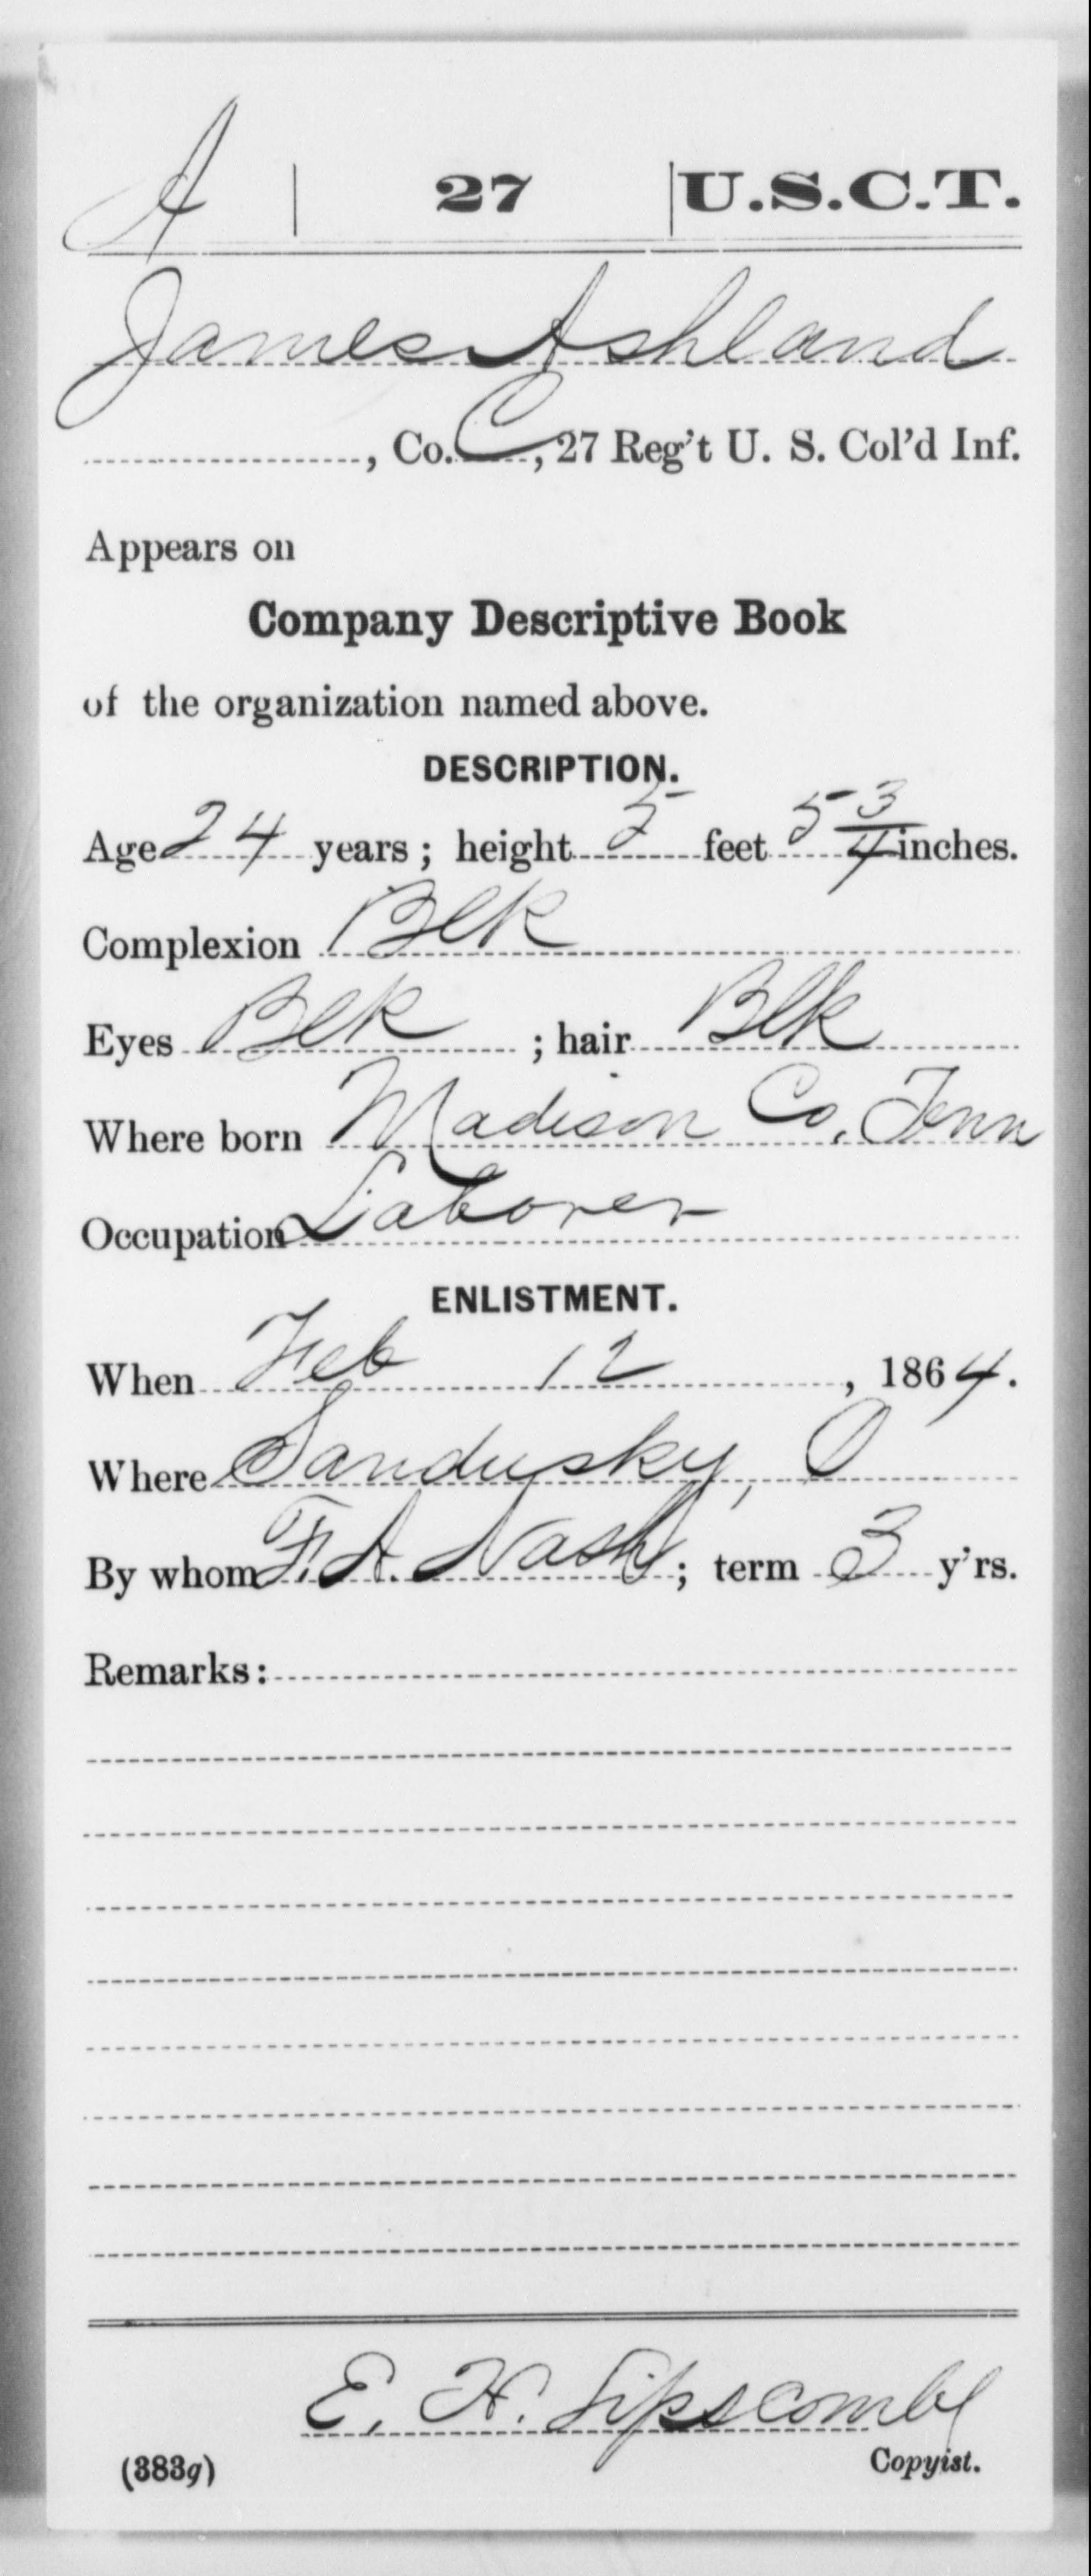 A | 27 | U.S.C.T.
James Ashland
, Co. C, 27 Reg't U. S. Col'd Inf.
Appears on
Company Descriptive Book
of the organization named above.
DESCRIPTION.
Age 24 years; height 5 feet 5 3/4 inches.
Complexion Blk
Eyes Blk ; hair Blk
Where born Madison Co, Tenn
Occupation Laborer
ENLISTMENT.
When Feb 12, 1864.
Where Sandusky, O
By whom F. A. Nash; term 3 y'rs.
Remarks:
E. H. Lipscomb
(383g) Copyist.